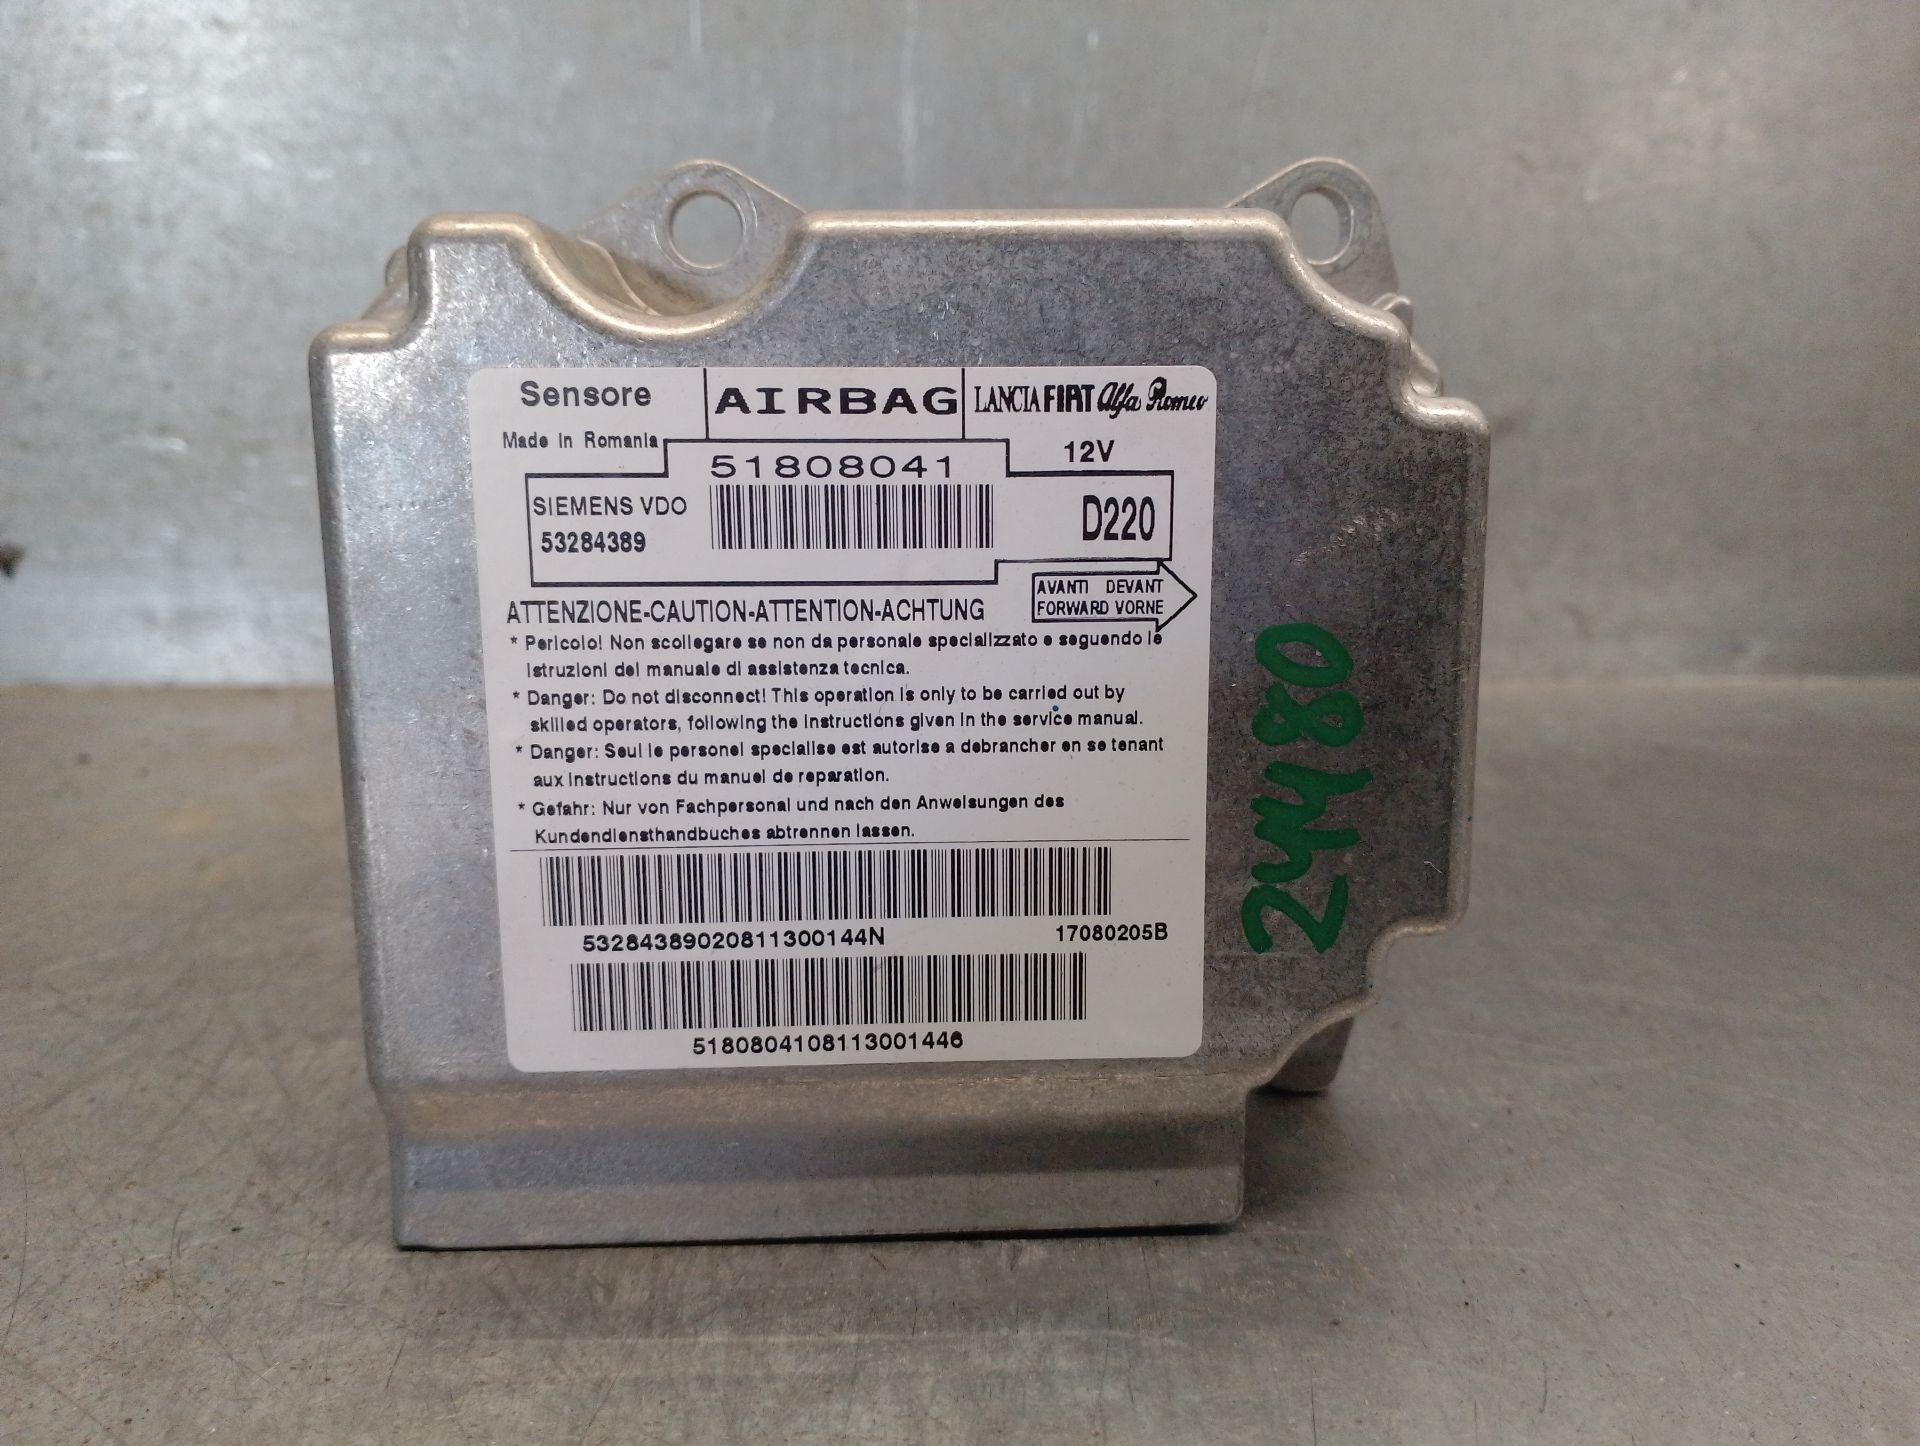 Sensore
AIRBAG
LANCIA FIAT Alfa Romeo
Made in Romania
51808041
12V
SIEMENS VDO
53284389
D220
AVANTI DEVANT
FORWARD VORNE
ATTENZIONE-CAUTION-ATTENTION-ACHTUNG
* Pericolo! Non scollegare se non da personale specializzato e seguendo le
istruzioni del manuale di assistenza tecnica.
* Danger: Do not disconnect! This operation is only to be carried out by
skilled operators, following the instructions given in the service manual.
* Danger: Seul le personel specialise est autorise a debrancher en se tenant
aux instructions du manuel de reparation.
* Gefahr: Nur von Fachpersonal und nach den Anweisungen des
Kundendiensthandbuches abtrennen lassen.
53284389020811300144N
17080205B
5180804108113001446
24480